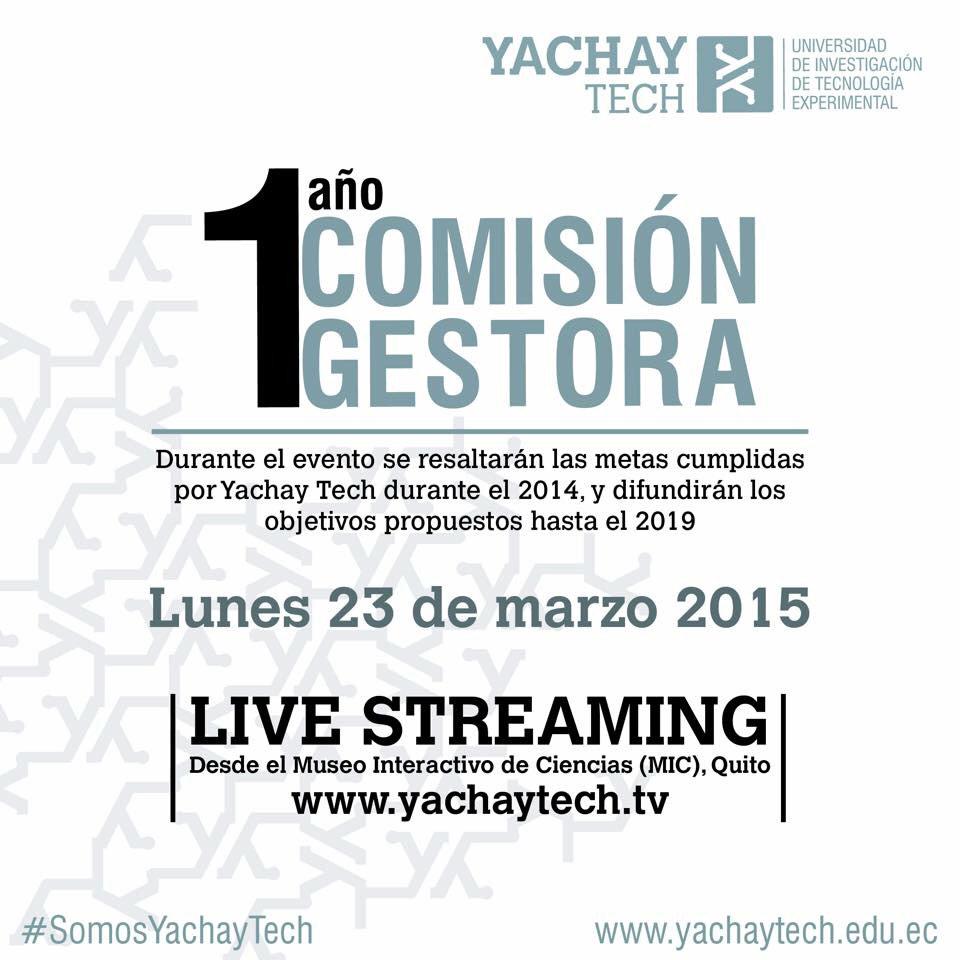 YACHAY
TECH
UNIVERSIDAD
DE INVESTIGACIÓN
DE TECNOLOGÍA
EXPERIMENTAL
1 año
COMISIÓN
GESTORA
Durante el evento se resaltarán las metas cumplidas
por Yachay Tech durante el 2014, y difundirán los
objetivos propuestos hasta el 2019
Lunes 23 de marzo 2015
LIVE STREAMING
Desde el Museo Interactivo de Ciencias (MIC), Quito
www.yachaytech.tv
#SomosYachayTech
www.yachaytech.edu.ec